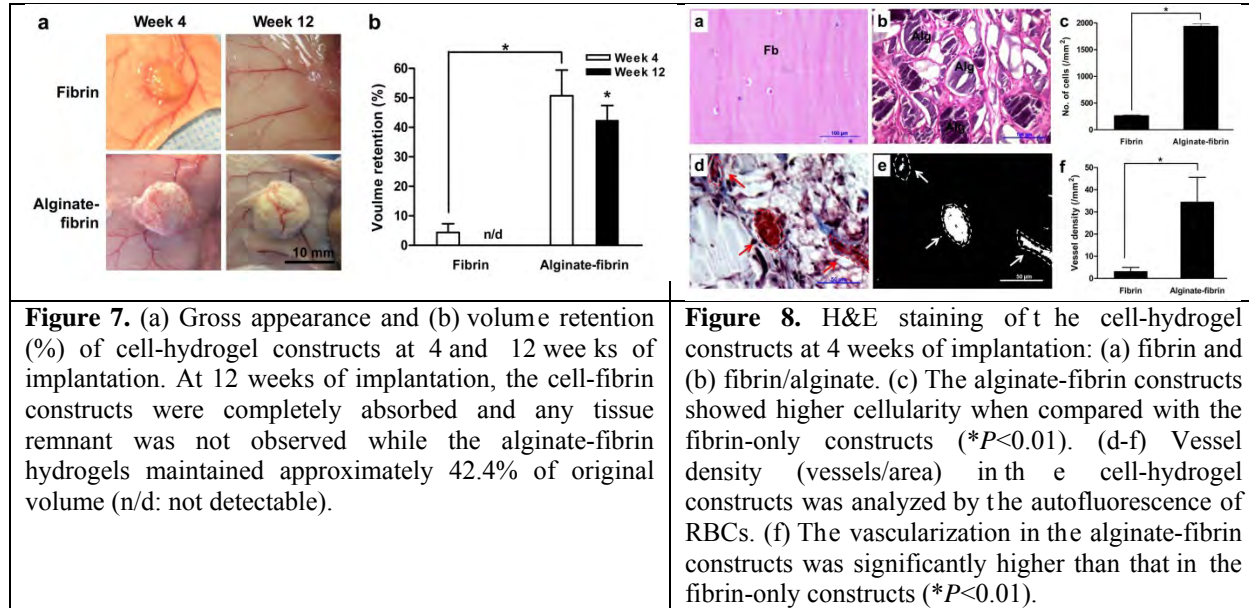 a
Week 4
Week 12
Fibrin
Alginate-
fibrin
10 mm
b
Week 4
Week 12
*
*
Voulme retention (%)
60
50
40
30
20
10
0
n/d
Fibrin
Alginate-fibrin
a
Fb
100 µm
b
Alg
Alg
Alg
c
*
No. of cells (/mm²)
2000
1500
1000
500
0
Fibrin
Alginate-fibrin
d
e
50 µm
f
*
Vessel density (/mm²)
50
40
30
20
10
0
Fibrin
Alginate-fibrin
Figure 7. (a) Gross appearance and (b) volum e retention
(%) of cell-hydrogel constructs at 4 and 12 wee ks of
implantation. At 12 weeks of implantation, the cell-fibrin
constructs were completely absorbed and any tissue
remnant was not observed while the alginate-fibrin
hydrogels maintained approximately 42.4% of original
volume (n/d: not detectable).
Figure 8. H&E staining of t he cell-hydrogel
constructs at 4 weeks of implantation: (a) fibrin and
(b) fibrin/alginate. (c) The alginate-fibrin constructs
showed higher cellularity when compared with the
fibrin-only constructs (*P<0.01). (d-f) Vessel
density (vessels/area) in th e cell-hydrogel
constructs was analyzed by t he autofluorescence of
RBCs. (f) The vascularization in the alginate-fibrin
constructs was significantly higher than that in the
fibrin-only constructs (*P<0.01).